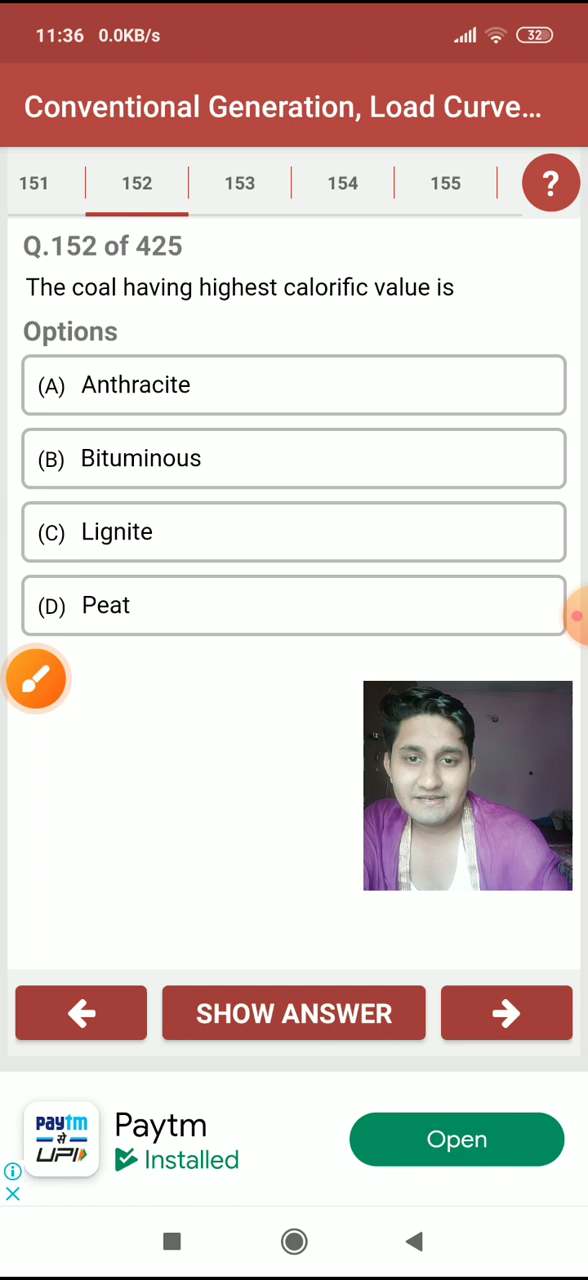 11:36 0.0KB/s 32
Conventional Generation, Load Curve...
151 152 153 154 155 ?
Q.152 of 425
The coal having highest calorific value is
Options
(A) Anthracite
(B) Bituminous
(C) Lignite
(D) Peat
SHOW ANSWER
paytm
से
UPI
Paytm
Installed
Open